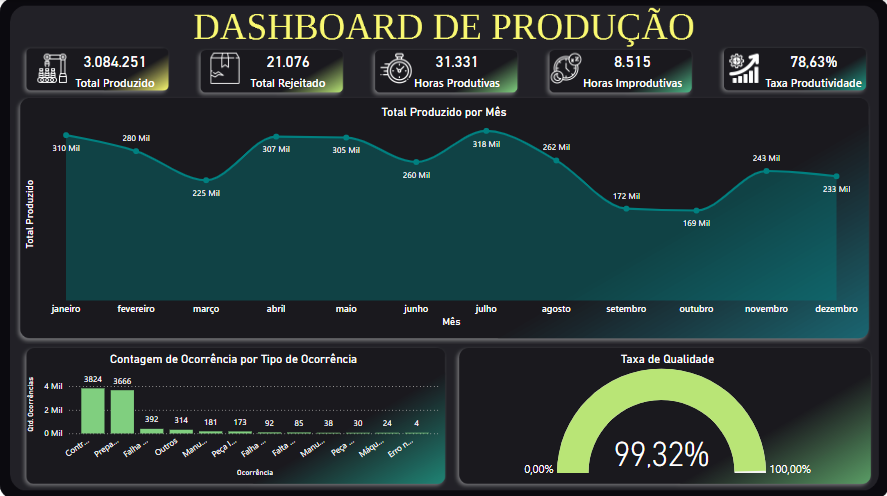 DASHBOARD DE PRODUÇÃO
3.084.251
Total Produzido
21.076
Total Rejeitado
31.331
Horas Produtivas
8.515
Horas Improdutivas
78,63%
Taxa Produtividade
Total Produzido por Mês
Total Produzido
310 Mil
280 Mil
225 Mil
307 Mil
305 Mil
260 Mil
318 Mil
262 Mil
172 Mil
169 Mil
243 Mil
233 Mil
janeiro fevereiro março abril maio junho julho agosto setembro outubro novembro dezembro
Mês
Contagem de Ocorrência por Tipo de Ocorrência
Qtd. Ocorrências
4 Mil
2 Mil
0 Mil
3824 3666 392 314 181 173 92 85 38 30 24 4
Contr... Prepa... Falha ... Outros Manu... Peça f... Falha ... Falta ... Manu... Peça ... Máqu... Erro n...
Ocorrência
Taxa de Qualidade
99,32%
0,00%
100,00%